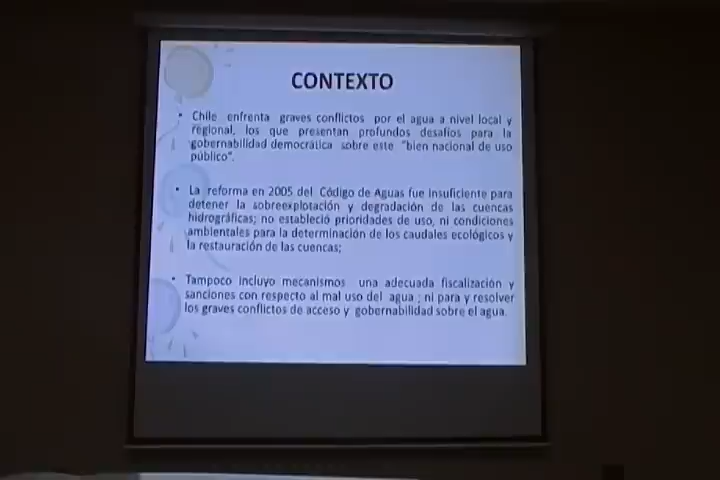 CONTEXTO
• Chile enfrenta graves conflictos por el agua a nivel local y
regional, los que presentan profundos desafíos para la
gobernabilidad democrática sobre este "bien nacional de uso
público".
• La reforma en 2005 del Código de Aguas fue insuficiente para
detener la sobreexplotación y degradación de las cuencas
hidrográficas; no estableció prioridades de uso, ni condiciones
ambientales para la determinación de los caudales ecológicos y
la restauración de las cuencas;
• Tampoco incluyo mecanismos una adecuada fiscalización y
sanciones con respecto al mal uso del agua ; ni para y resolver
los graves conflictos de acceso y gobernabilidad sobre el agua.